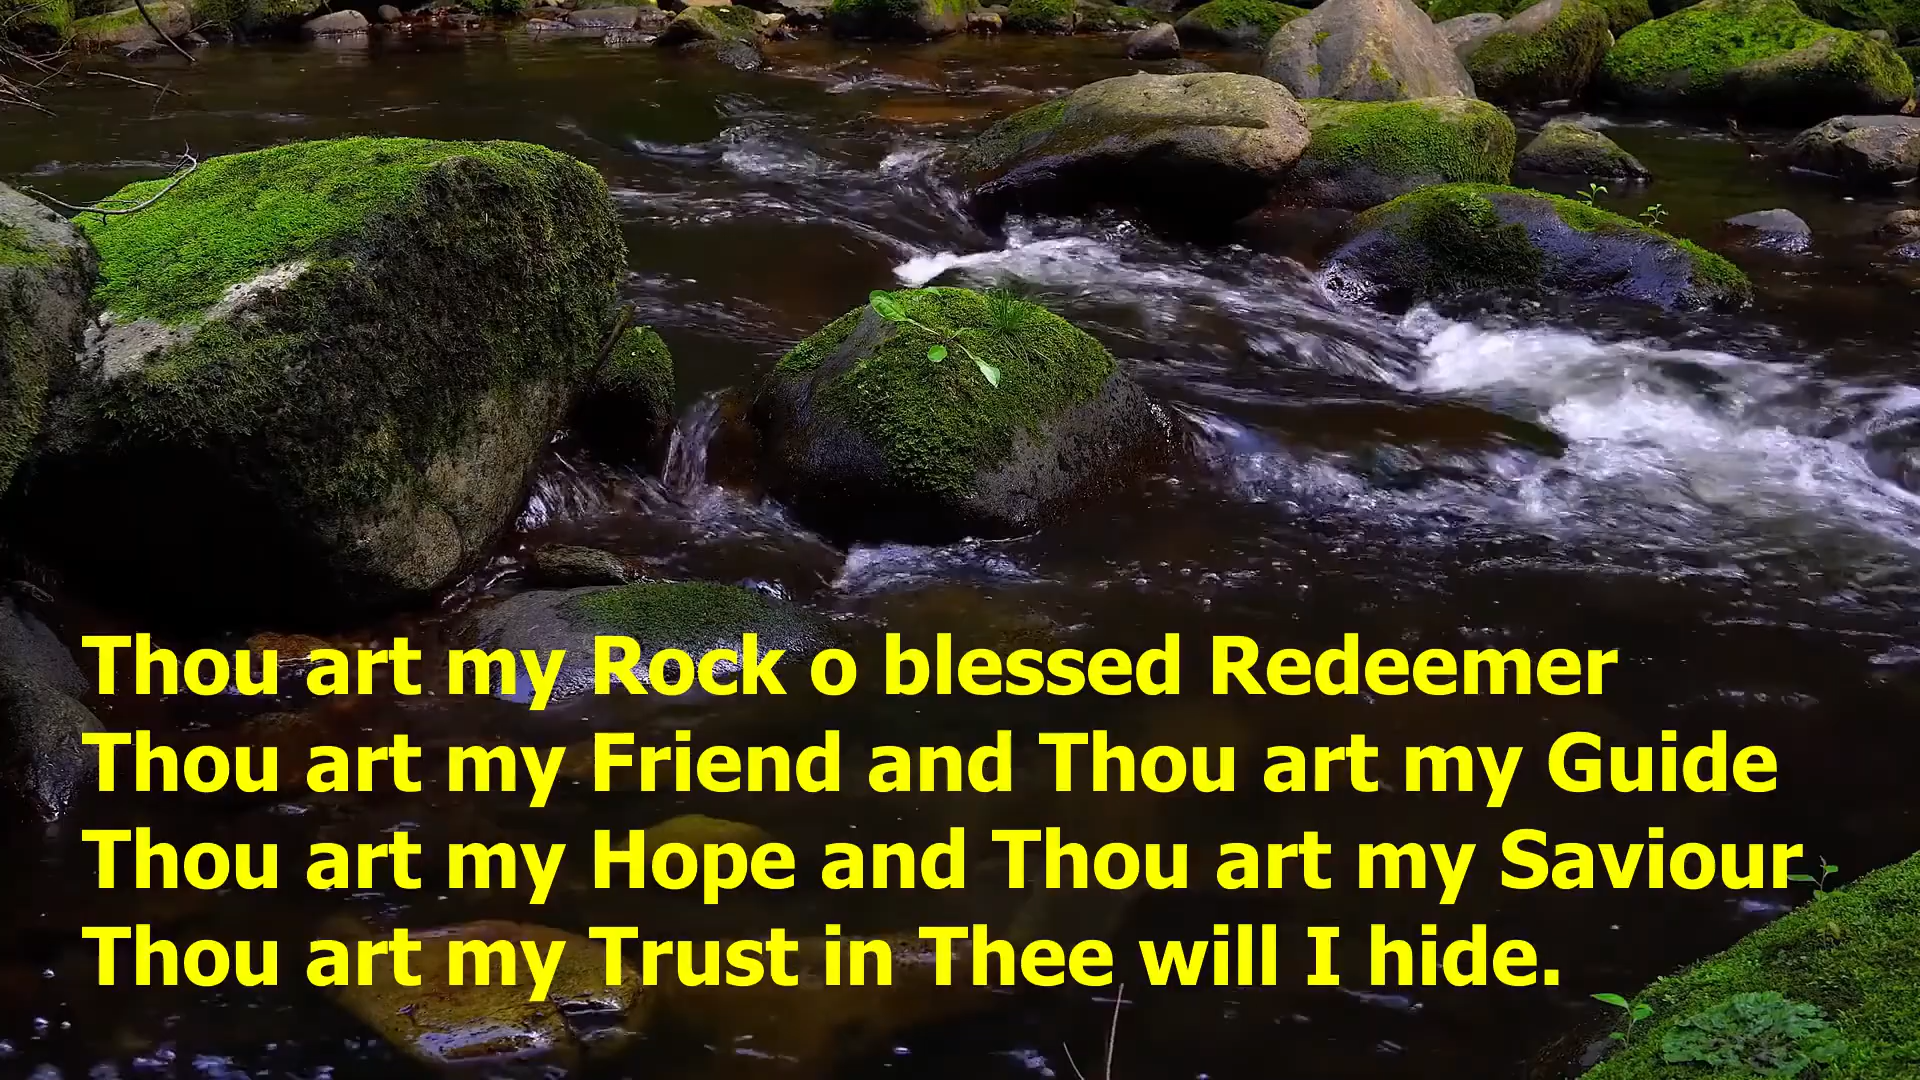 Thou art my Rock o blessed Redeemer
Thou art my Friend and Thou art my Guide
Thou art my Hope and Thou art my Saviour
Thou art my Trust in Thee will I hide.